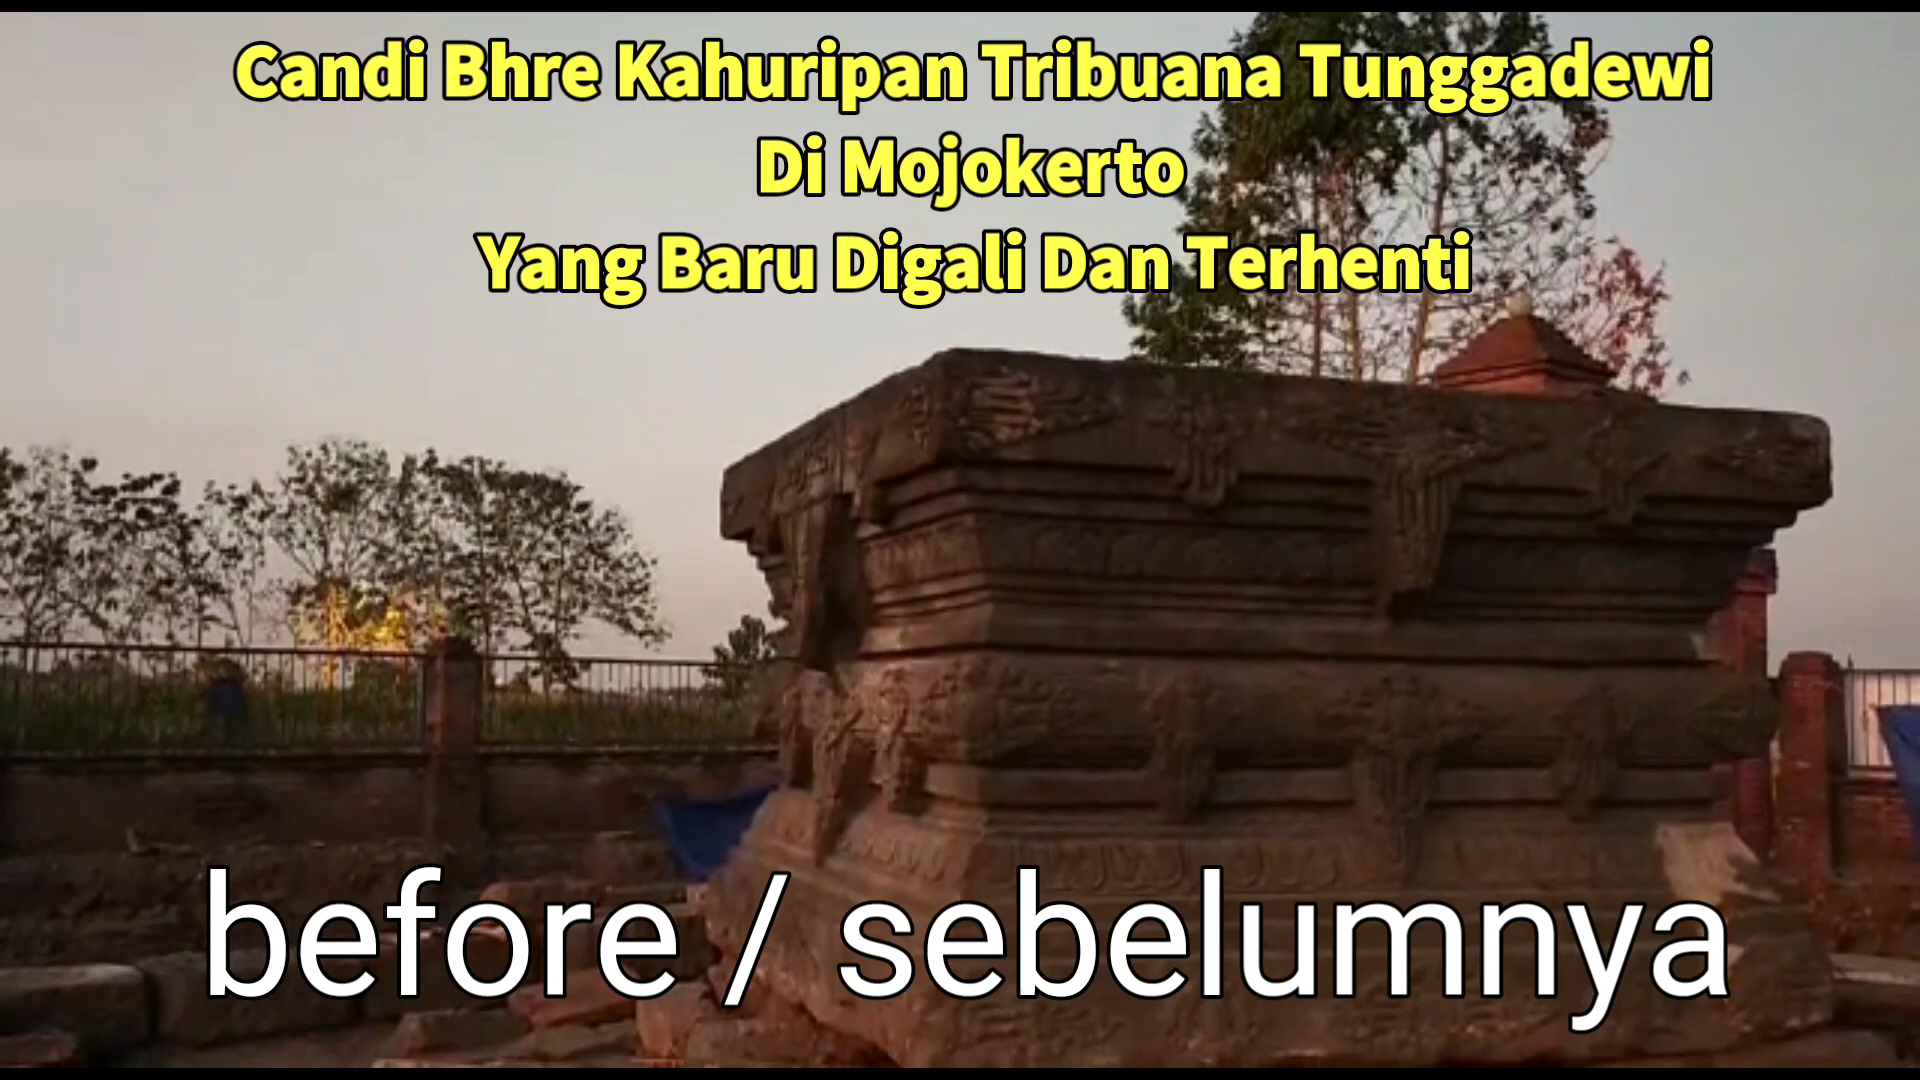 Candi Bhre Kahuripan Tribuana Tunggadewi
Di Mojokerto
Yang Baru Digali Dan Terhenti
before / sebelumnya